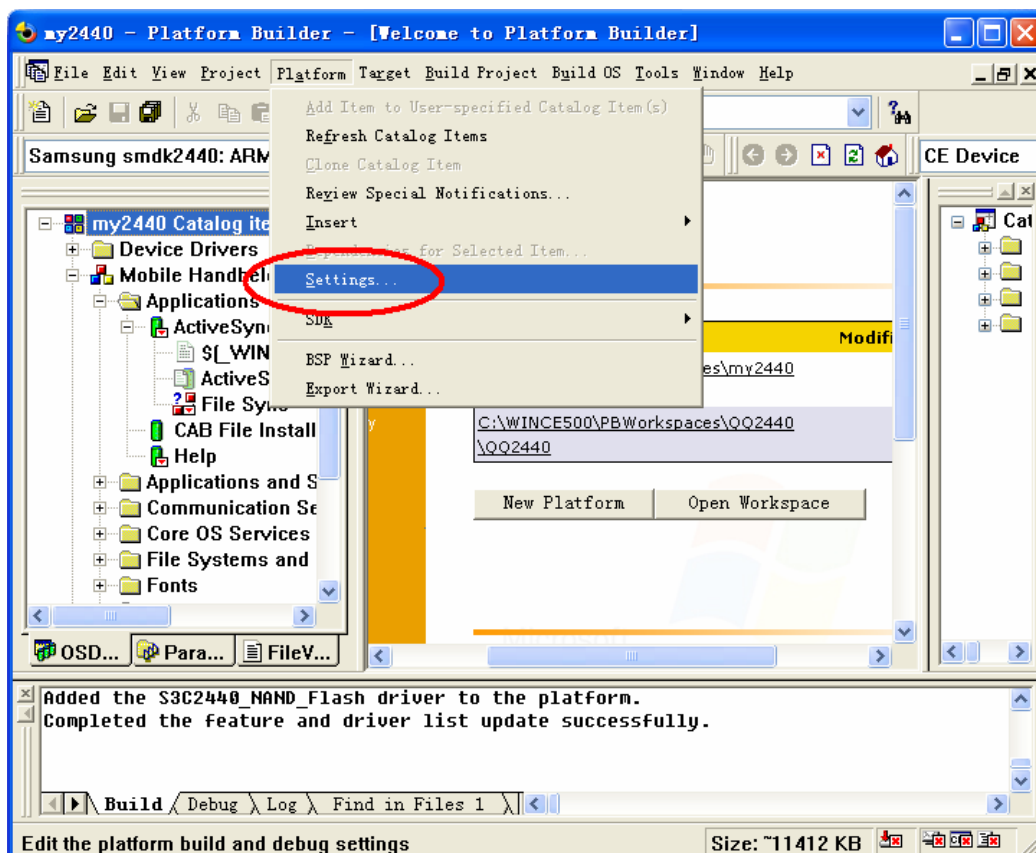 my2440 - Platform Builder - [Welcome to Platform Builder]
File Edit View Project Platform Target Build Project Build OS Tools Window Help
Add Item to User-specified Catalog Item(s)
Refresh Catalog Items
Clone Catalog Item
Review Special Notifications...
Insert
Dependencies for Selected Item...
Settings...
SDK
BSP Wizard...
Export Wizard...
Samsung smdk2440: ARM
CE Device
my2440 Catalog ite
Device Drivers
Mobile Handhel
Applications
ActiveSyn
$(_WIN
ActiveS
File Sync
CAB File Install
Help
Applications and S
Communication Se
Core OS Services
File Systems and
Fonts
OSD... Para... FileV...
Modifi
es\my2440
y
C:\WINCE500\PBWorkspaces\QQ2440
\QQ2440
New Platform Open Workspace
Microsoft
Cat
Added the S3C2440_NAND_Flash driver to the platform.
Completed the feature and driver list update successfully.
Build Debug Log Find in Files 1
Edit the platform build and debug settings
Size: ~11412 KB